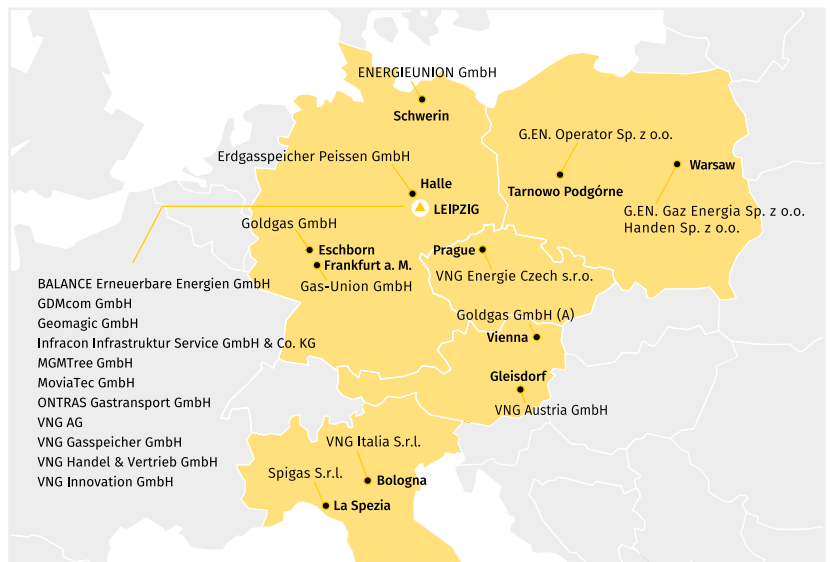 ENERGIEUNION GmbH
Schwerin
G.EN. Operator Sp. z o.o.
Erdgasspeicher Peissen GmbH
Warsaw
Halle
Tarnowo Podgórne
LEIPZIG
G.EN. Gaz Energia Sp. z o.o.
Handen Sp. z o.o.
Goldgas GmbH
Eschborn
Prague
Frankfurt a. M.
VNG Energie Czech s.r.o.
Gas-Union GmbH
BALANCE Erneuerbare Energien GmbH
GDMcom GmbH
Geomagic GmbH
Infracon Infrastruktur Service GmbH & Co. KG
MGMTree GmbH
MoviaTec GmbH
ONTRAS Gastransport GmbH
VNG AG
VNG Gasspeicher GmbH
VNG Handel & Vertrieb GmbH
VNG Innovation GmbH
Goldgas GmbH (A)
Vienna
Gleisdorf
VNG Austria GmbH
VNG Italia S.r.l.
Spigas S.r.l.
Bologna
La Spezia